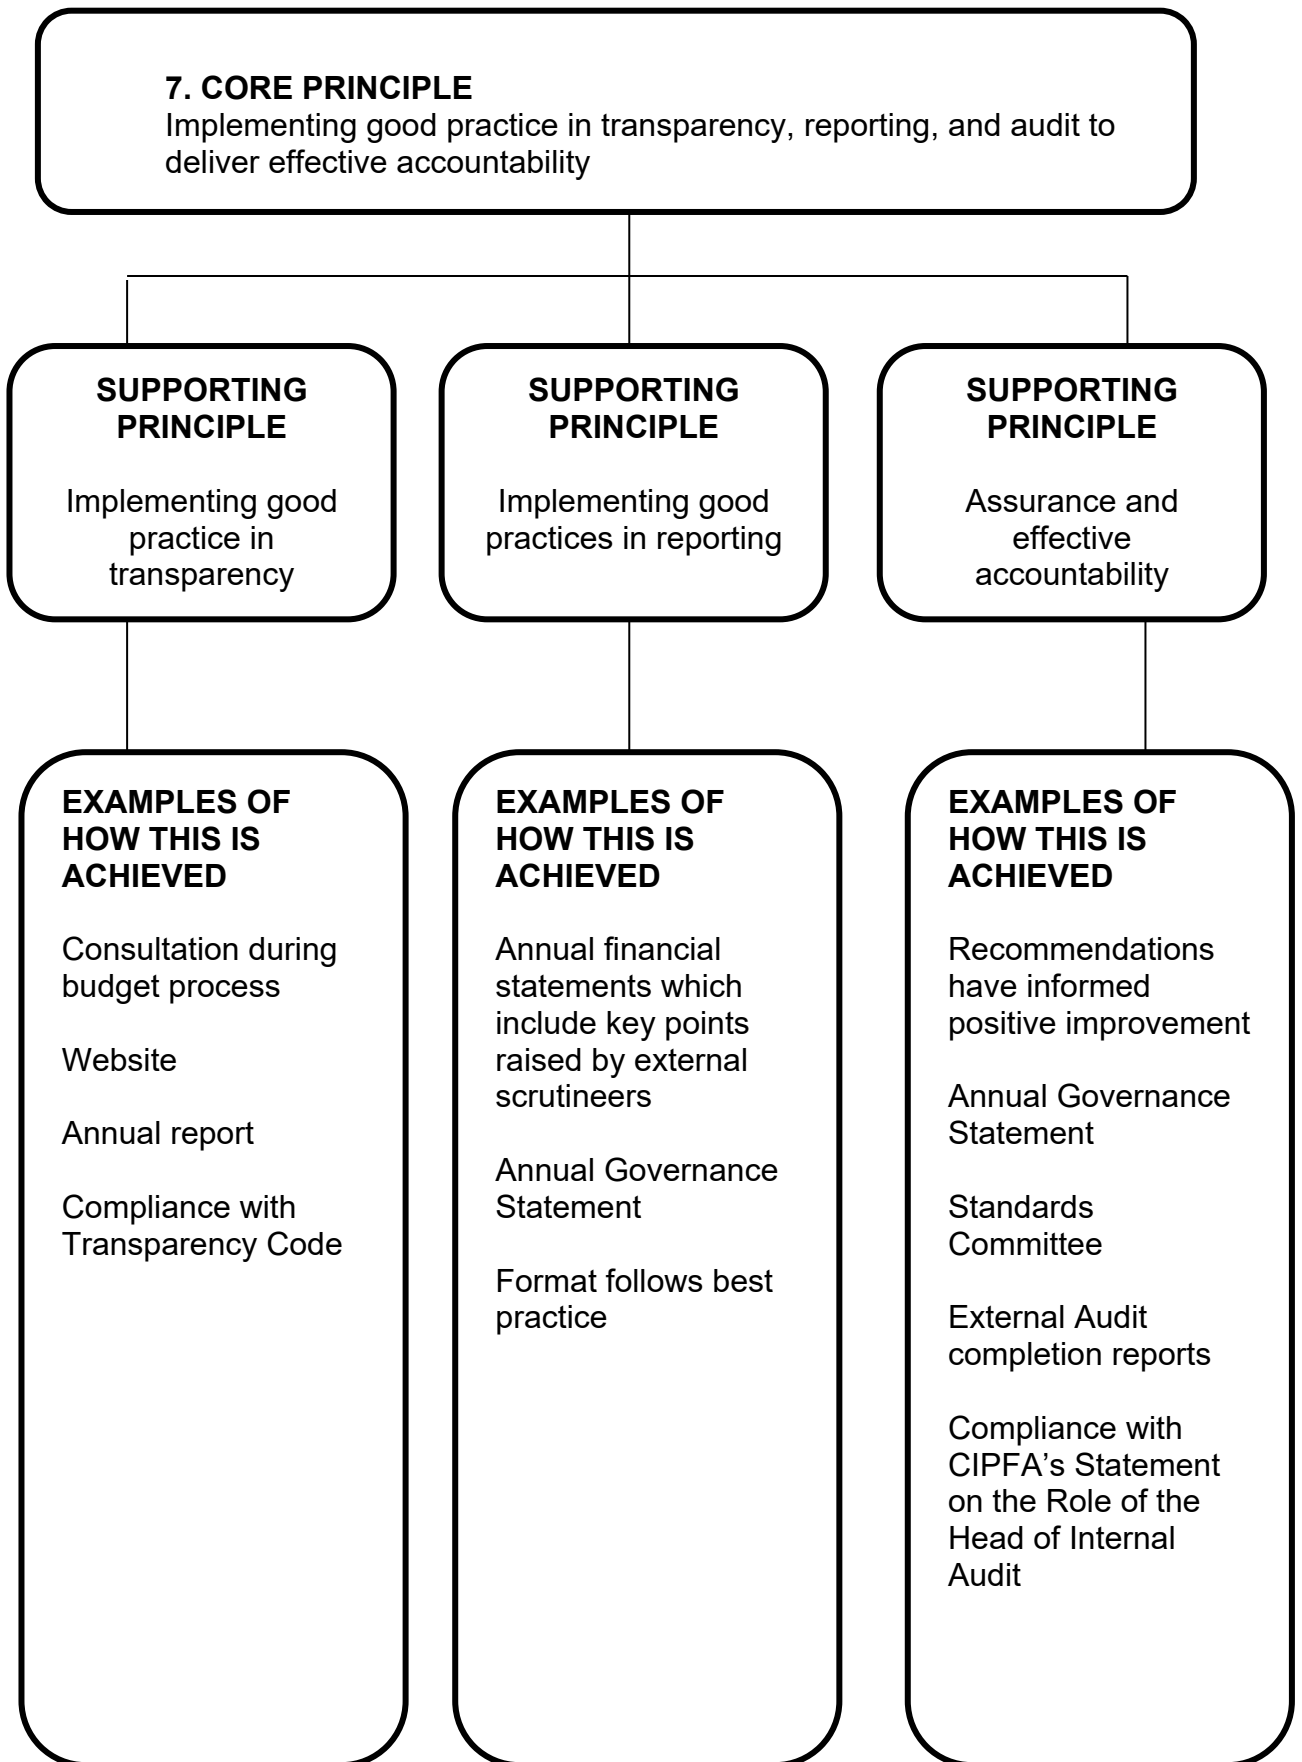 7. CORE PRINCIPLE
Implementing good practice in transparency, reporting, and audit to
deliver effective accountability
SUPPORTING
PRINCIPLE
Implementing good
practice in
transparency
SUPPORTING
PRINCIPLE
Implementing good
practices in reporting
SUPPORTING
PRINCIPLE
Assurance and
effective
accountability
EXAMPLES OF
HOW THIS IS
ACHIEVED
Consultation during
budget process
Website
Annual report
Compliance with
Transparency Code
EXAMPLES OF
HOW THIS IS
ACHIEVED
Annual financial
statements which
include key points
raised by external
scrutineers
Annual Governance
Statement
Format follows best
practice
EXAMPLES OF
HOW THIS IS
ACHIEVED
Recommendations
have informed
positive improvement
Annual Governance
Statement
Standards
Committee
External Audit
completion reports
Compliance with
CIPFA’s Statement
on the Role of the
Head of Internal
Audit